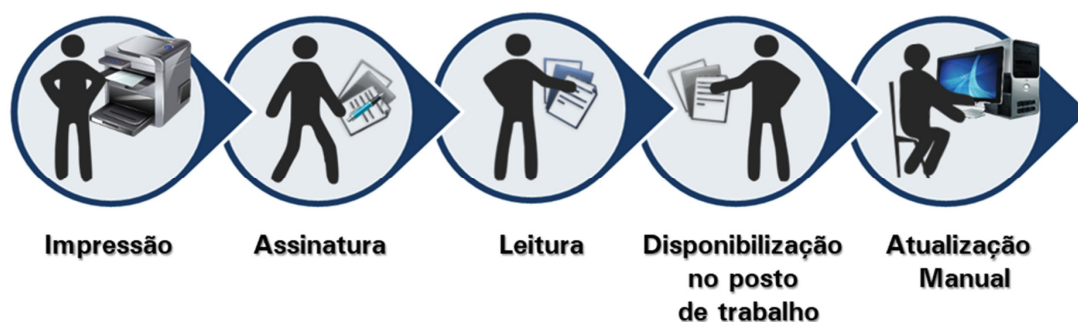 Impressão
Assinatura
Leitura
Disponibilização
no posto
de trabalho
Atualização
Manual